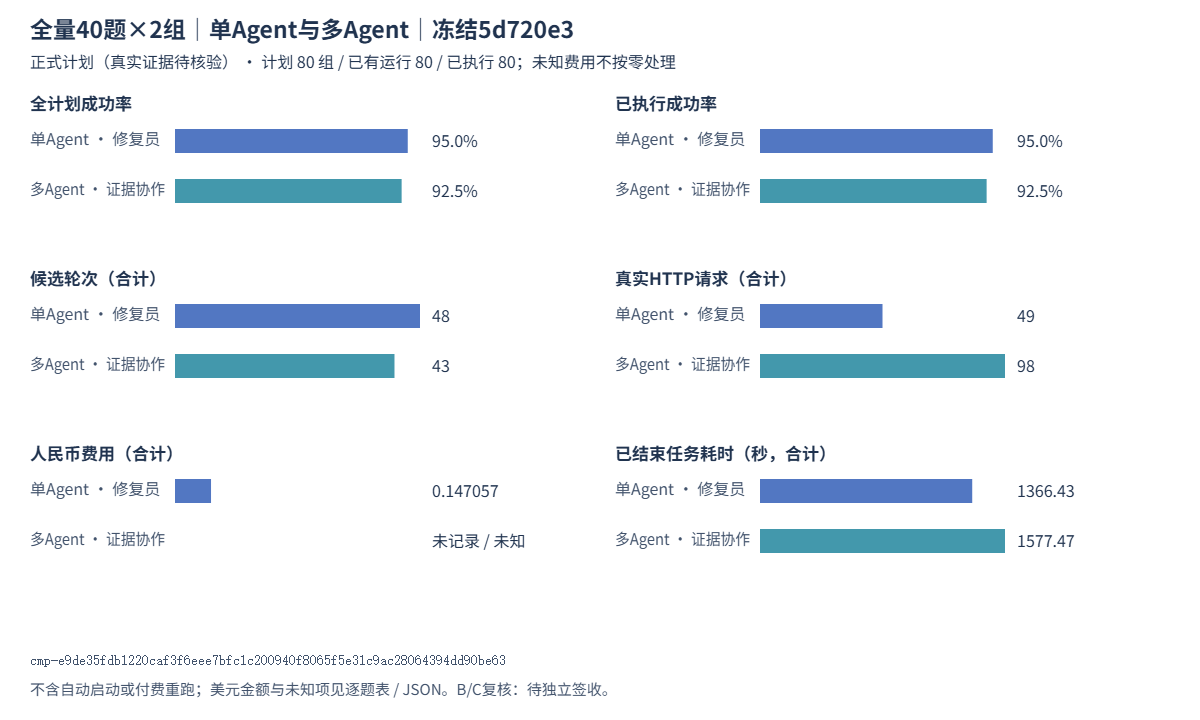 全量40题×2组｜单Agent与多Agent｜冻结5d720e3
正式计划（真实证据待核验） · 计划 80 组 / 已有运行 80 / 已执行 80；未知费用不按零处理
全计划成功率
单Agent · 修复员 95.0%
多Agent · 证据协作 92.5%
已执行成功率
单Agent · 修复员 95.0%
多Agent · 证据协作 92.5%
候选轮次（合计）
单Agent · 修复员 48
多Agent · 证据协作 43
真实HTTP请求（合计）
单Agent · 修复员 49
多Agent · 证据协作 98
人民币费用（合计）
单Agent · 修复员 0.147057
多Agent · 证据协作 未记录 / 未知
已结束任务耗时（秒，合计）
单Agent · 修复员 1366.43
多Agent · 证据协作 1577.47
cmp-e9de35fdb1220caf3f6eee7bfc1c200940f8065f5e31c9ac28064394dd90be63
不含自动启动或付费重跑；美元金额与未知项见逐题表 / JSON。B/C复核：待独立签收。